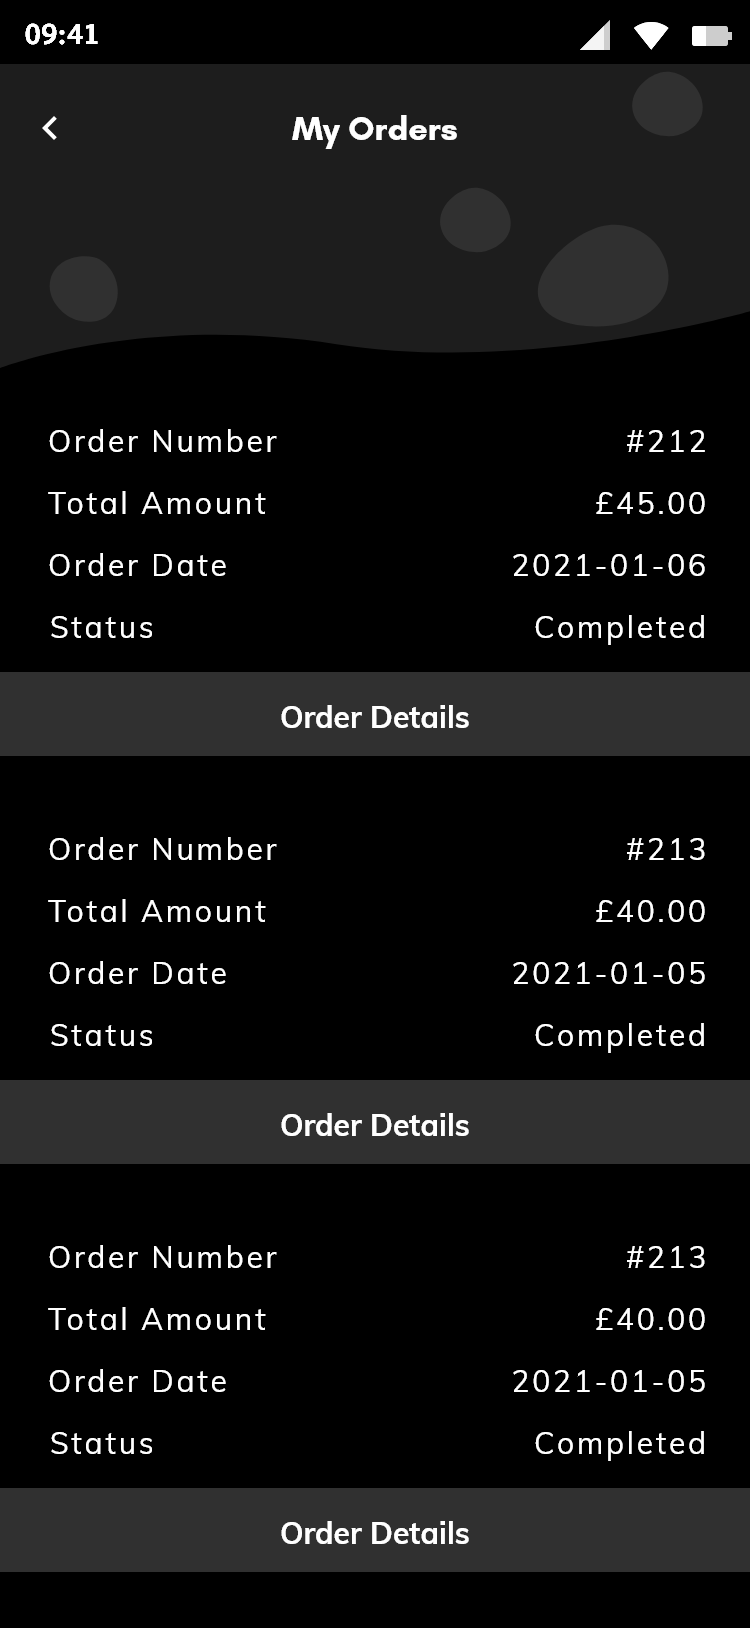 09:41
My Orders
Order Number #212
Total Amount £45.00
Order Date 2021-01-06
Status Completed
Order Details
Order Number #213
Total Amount £40.00
Order Date 2021-01-05
Status Completed
Order Details
Order Number #213
Total Amount £40.00
Order Date 2021-01-05
Status Completed
Order Details